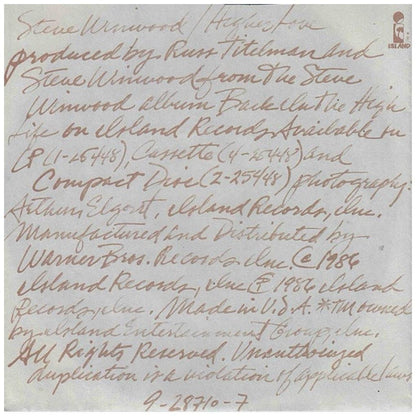 Steve Winwood / Higher Love
ISLAND
produced by Russ Titelman and
Steve Winwood from the Steve
Winwood album Back In the High
Life on Island Records. Available on
LP (1-25448), Cassette (4-25448) and
Compact Disc (2-25448) photography:
Arthur Elgort, Island Records, Inc.
Manufactured and Distributed by
Warner Bros. Records Inc. © 1986
Island Records, Inc. ℗ 1986 Island
Records, Inc. Made in U.S.A. *TM owned
by Island Entertainment Group, Inc.
All Rights Reserved. Unauthorized
duplication is a violation of applicable laws
9-28710-7